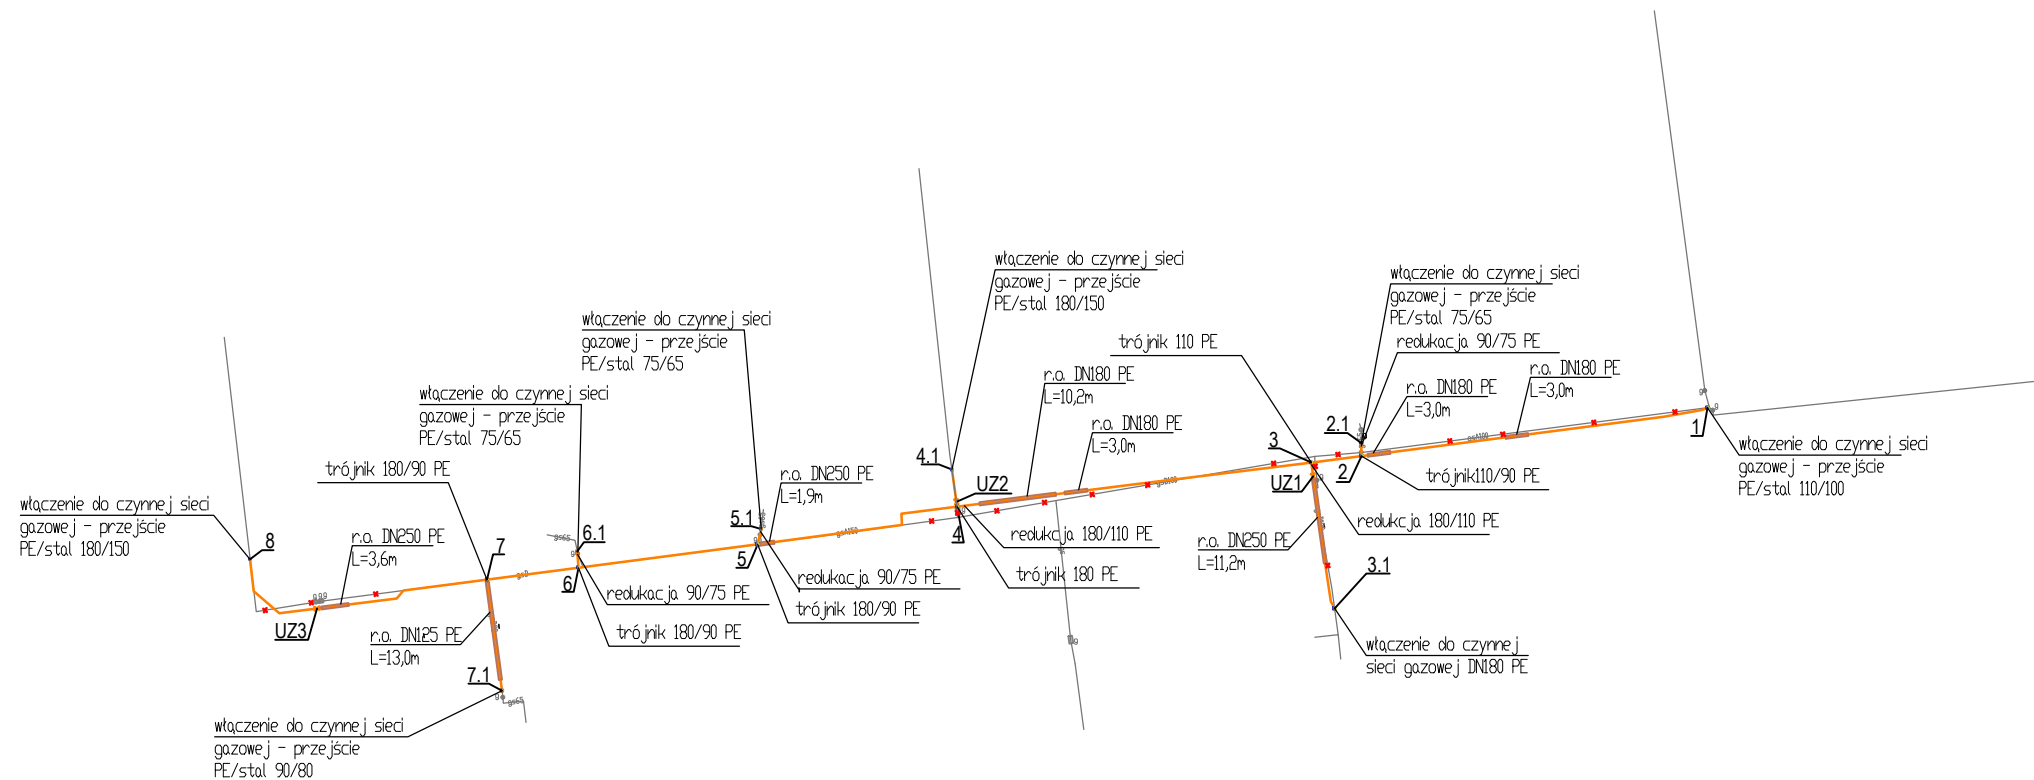 włączenie do czynnej sieci
gazowej - przejście
PE/stal 180/150
8
r.o. DN250 PE
L=3,6m
UZ3
trójnik 180/90 PE
7
r.o. DN125 PE
L=13,0m
7.1
gs65
włączenie do czynnej sieci
gazowej - przejście
PE/stal 90/80
włączenie do czynnej sieci
gazowej - przejście
PE/stal 75/65
gs65
6.1
6
redukacja 90/75 PE
trójnik 180/90 PE
włączenie do czynnej sieci
gazowej - przejście
PE/stal 75/65
5.1
r.o. DN250 PE
L=1,9m
5
redukacja 90/75 PE
trójnik 180/90 PE
gsA150
włączenie do czynnej sieci
gazowej - przejście
PE/stal 180/150
4.1
UZ2
4
r.o. DN180 PE
L=10,2m
r.o. DN180 PE
L=3,0m
redukcja 180/110 PE
trójnik 180 PE
trójnik 110 PE
3
UZ1
r.o. DN250 PE
L=11,2m
3.1
włączenie do czynnej
sieci gazowej DN180 PE
redukcja 180/110 PE
włączenie do czynnej sieci
gazowej - przejście
PE/stal 75/65
redukacja 90/75 PE
2.1
r.o. DN180 PE
L=3,0m
2
trójnik110/90 PE
r.o. DN180 PE
L=3,0m
gsA100
1
włączenie do czynnej sieci
gazowej - przejście
PE/stal 110/100